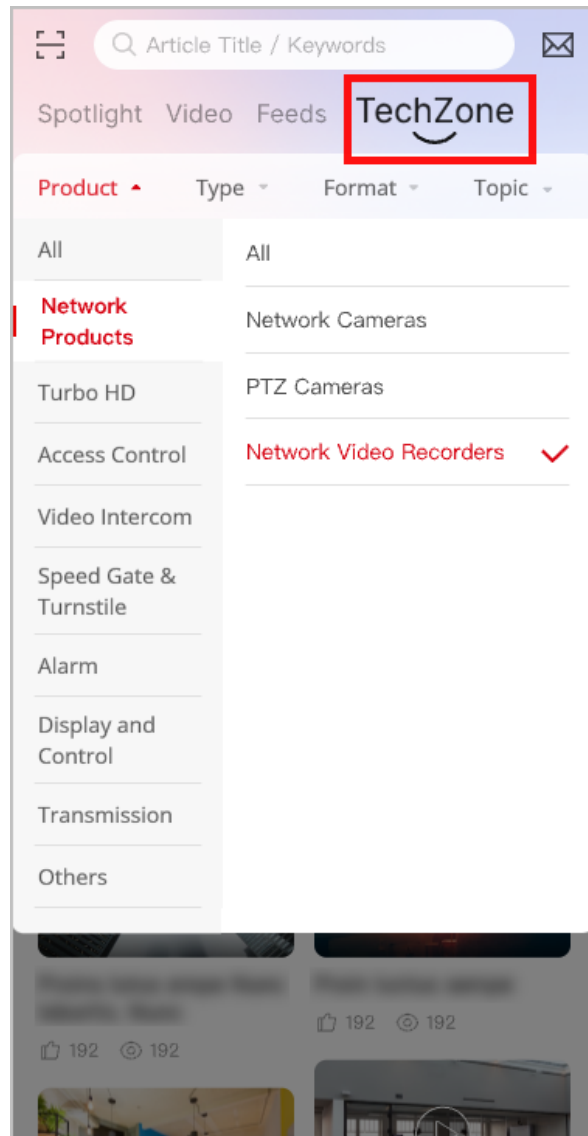 Article Title / Keywords
Spotlight Video Feeds TechZone
Product Type Format Topic
All
Network
Products
Turbo HD
Access Control
Video Intercom
Speed Gate &
Turnstile
Alarm
Display and
Control
Transmission
Others
All
Network Cameras
PTZ Cameras
Network Video Recorders
192 192
192 192